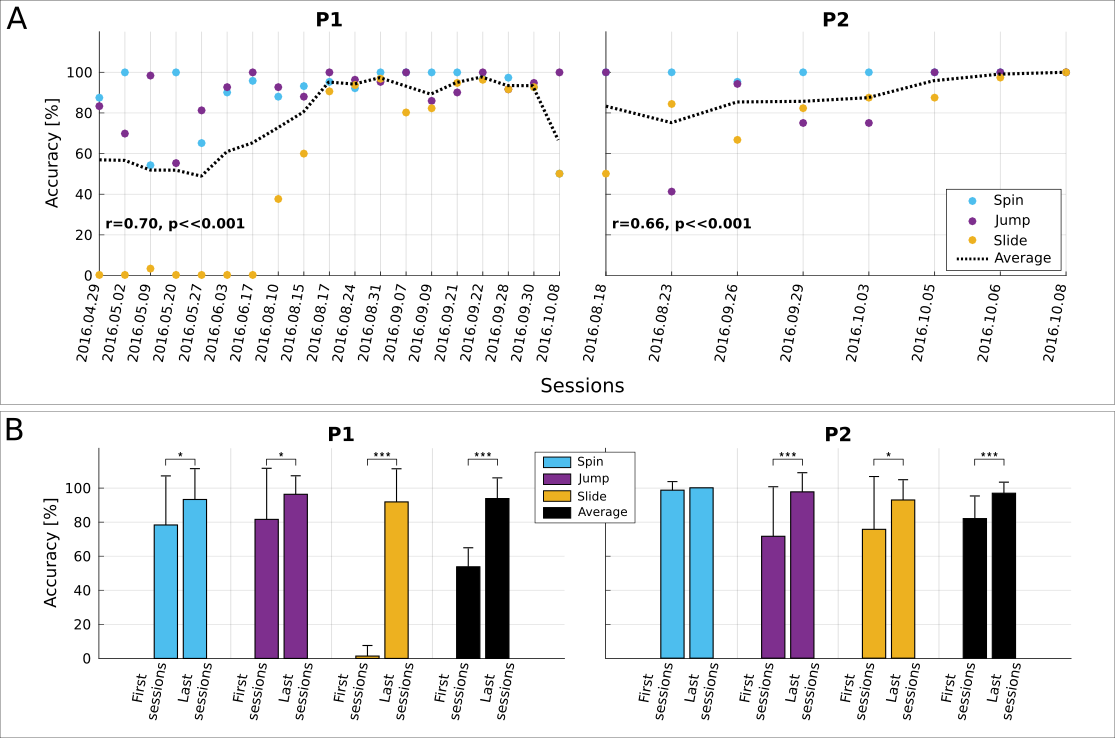 A
P1
P2
Accuracy [%]
100
80
60
40
20
0
r=0.70, p<<0.001
r=0.66, p<<0.001
Spin
Jump
Slide
Average
2016.04.29
2016.05.02
2016.05.09
2016.05.20
2016.05.27
2016.06.03
2016.06.17
2016.08.10
2016.08.15
2016.08.17
2016.08.24
2016.08.31
2016.09.07
2016.09.09
2016.09.21
2016.09.22
2016.09.28
2016.09.30
2016.10.08
2016.08.18
2016.08.23
2016.09.26
2016.09.29
2016.10.03
2016.10.05
2016.10.06
2016.10.08
Sessions
B
P1
P2
Accuracy [%]
100
80
60
40
20
0
*
*
***
***
Spin
Jump
Slide
Average
***
*
***
First
sessions
Last
sessions
First
sessions
Last
sessions
First
sessions
Last
sessions
First
sessions
Last
sessions
First
sessions
Last
sessions
First
sessions
Last
sessions
First
sessions
Last
sessions
First
sessions
Last
sessions